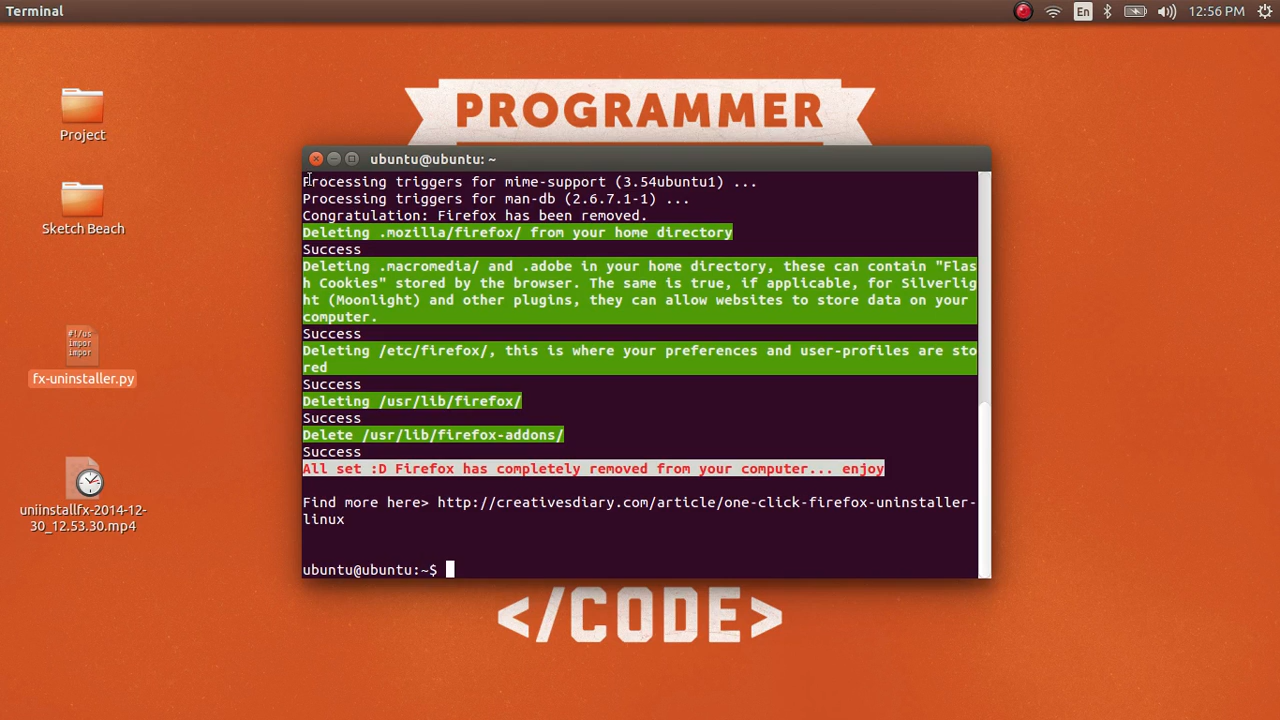 Terminal
En
12:56 PM
PROGRAMMER
Project
Sketch Beach
#!/us
impor
impor
fx-uninstaller.py
uniinstallfx-2014-12-
30_12.53.30.mp4
ubuntu@ubuntu: ~
Processing triggers for mime-support (3.54ubuntu1) ...
Processing triggers for man-db (2.6.7.1-1) ...
Congratulation: Firefox has been removed.
Deleting .mozilla/firefox/ from your home directory
Success
Deleting .macromedia/ and .adobe in your home directory, these can contain "Flas
h Cookies" stored by the browser. The same is true, if applicable, for Silverlig
ht (Moonlight) and other plugins, they can allow websites to store data on your
computer.
Success
Deleting /etc/firefox/, this is where your preferences and user-profiles are sto
red
Success
Deleting /usr/lib/firefox/
Success
Delete /usr/lib/firefox-addons/
Success
All set :D Firefox has completely removed from your computer... enjoy
Find more here> http://creativesdiary.com/article/one-click-firefox-uninstaller-
linux
ubuntu@ubuntu:~$
</CODE>